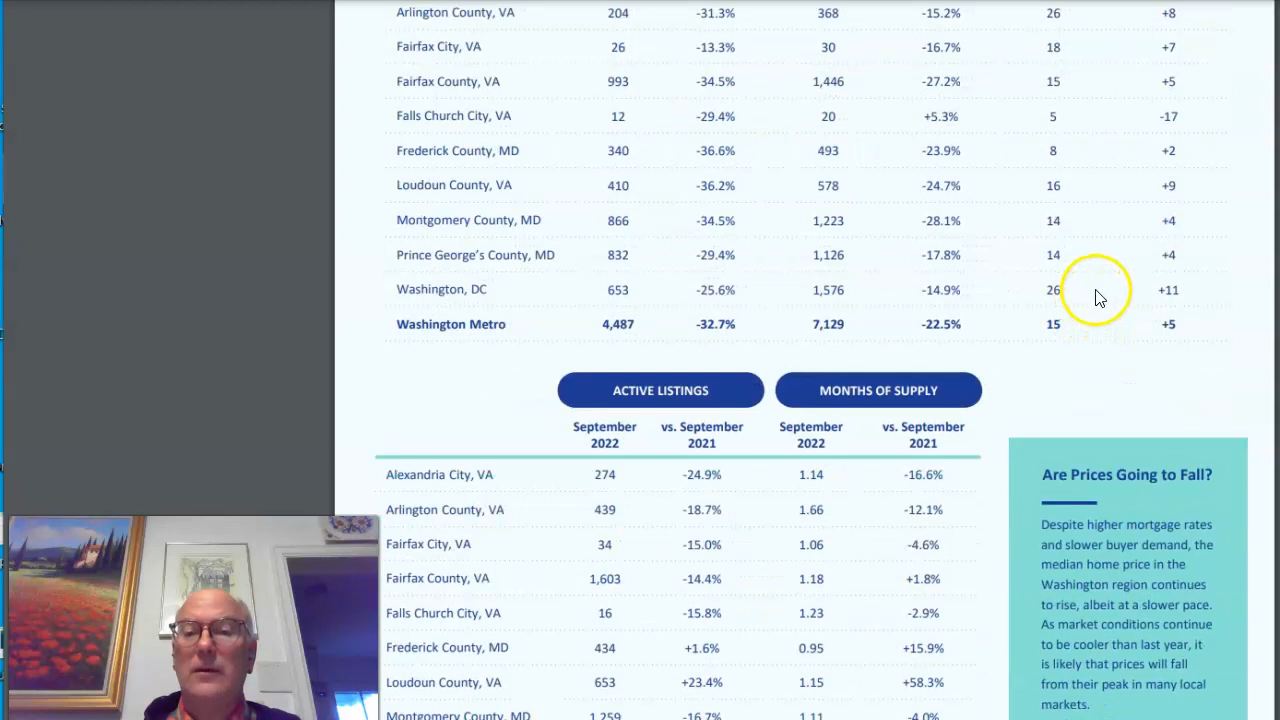 Arlington County, VA 204 -31.3% 368 -15.2% 26 +8
Fairfax City, VA 26 -13.3% 30 -16.7% 18 +7
Fairfax County, VA 993 -34.5% 1,446 -27.2% 15 +5
Falls Church City, VA 12 -29.4% 20 +5.3% 5 -17
Frederick County, MD 340 -36.6% 493 -23.9% 8 +2
Loudoun County, VA 410 -36.2% 578 -24.7% 16 +9
Montgomery County, MD 866 -34.5% 1,223 -28.1% 14 +4
Prince George's County, MD 832 -29.4% 1,126 -17.8% 14 +4
Washington, DC 653 -25.6% 1,576 -14.9% 26 +11
Washington Metro 4,487 -32.7% 7,129 -22.5% 15 +5
ACTIVE LISTINGS MONTHS OF SUPPLY
September vs. September September vs. September
2022 2021 2022 2021
Alexandria City, VA 274 -24.9% 1.14 -16.6%
Arlington County, VA 439 -18.7% 1.66 -12.1%
Fairfax City, VA 34 -15.0% 1.06 -4.6%
Fairfax County, VA 1,603 -14.4% 1.18 +1.8%
Falls Church City, VA 16 -15.8% 1.23 -2.9%
Frederick County, MD 434 +1.6% 0.95 +15.9%
Loudoun County, VA 653 +23.4% 1.15 +58.3%
Montgomery County, MD 1,259 -16.7% 1.11 -4.0%
Are Prices Going to Fall?
Despite higher mortgage rates
and slower buyer demand, the
median home price in the
Washington region continues
to rise, albeit at a slower pace.
As market conditions continue
to be cooler than last year, it
is likely that prices will fall
from their peak in many local
markets.